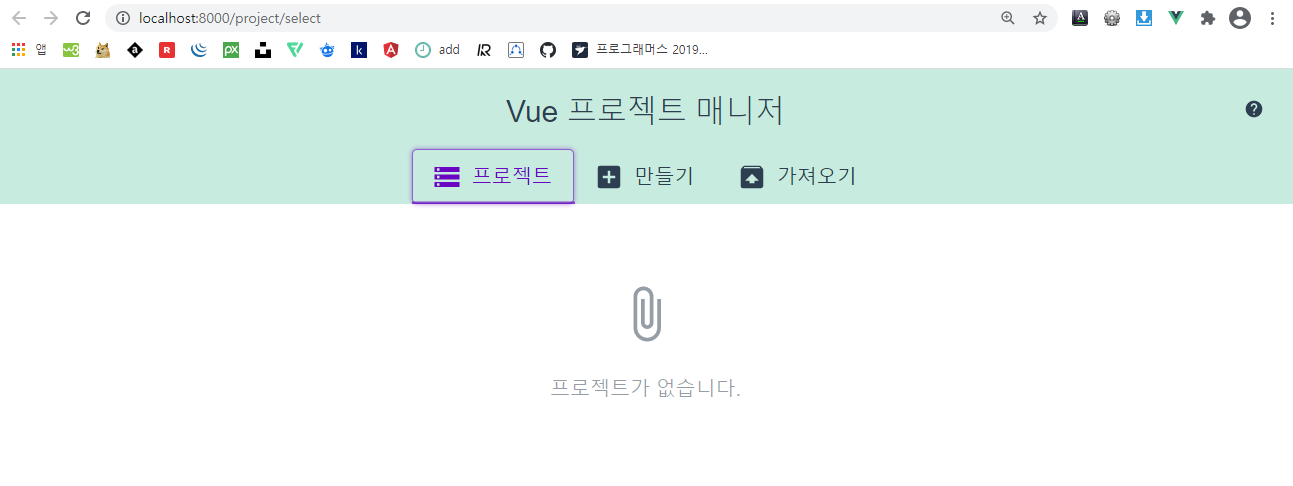 localhost:8000/project/select
앱 add 프로그래머스 2019...
Vue 프로젝트 매니저
프로젝트 만들기 가져오기
프로젝트가 없습니다.